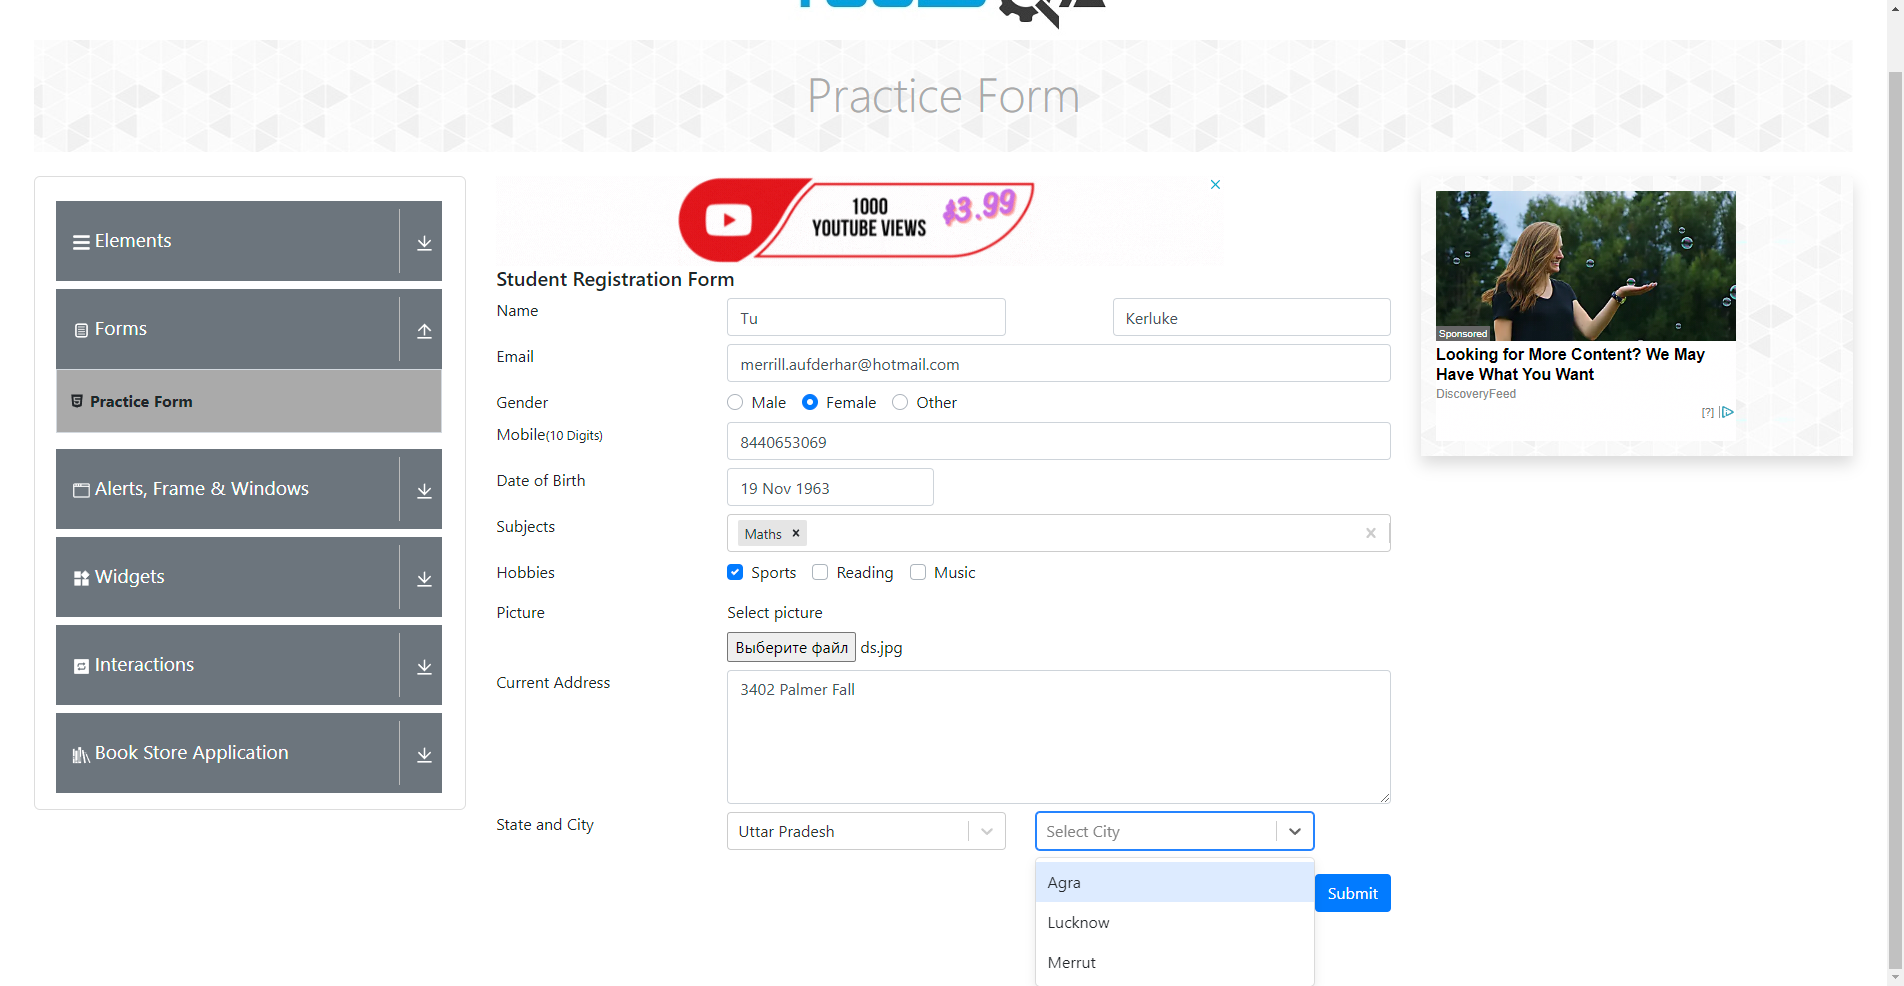 Practice Form
Elements
Forms
Practice Form
Alerts, Frame & Windows
Widgets
Interactions
Book Store Application
1000
YOUTUBE VIEWS
$3.99
Student Registration Form
Name
Tu
Kerluke
Email
merrill.aufderhar@hotmail.com
Gender
Male Female Other
Mobile(10 Digits)
8440653069
Date of Birth
19 Nov 1963
Subjects
Maths ×
Hobbies
Sports Reading Music
Picture
Select picture
Выберите файл ds.jpg
Current Address
3402 Palmer Fall
State and City
Uttar Pradesh
Select City
Agra
Lucknow
Merrut
Submit
Sponsored
Looking for More Content? We May
Have What You Want
DiscoveryFeed
[?]